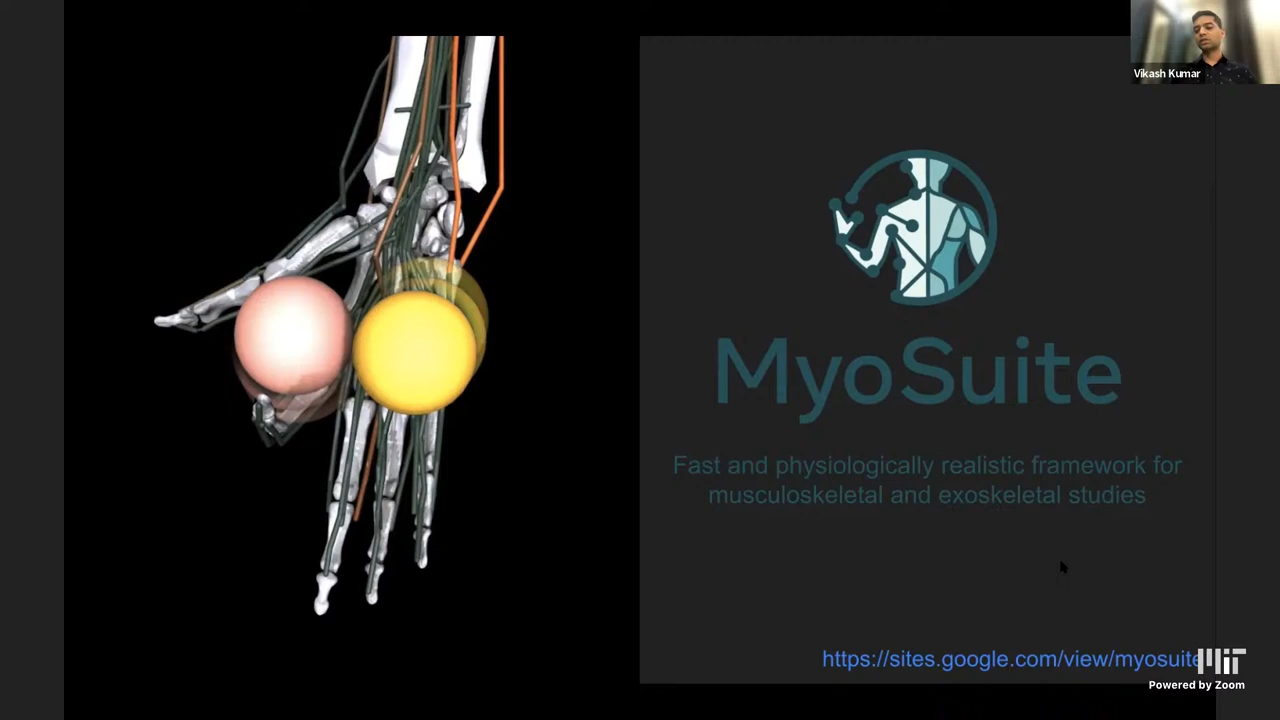 Vikash Kumar
MyoSuite
Fast and physiologically realistic framework for
musculoskeletal and exoskeletal studies
https://sites.google.com/view/myosuite
MIT
Powered by Zoom